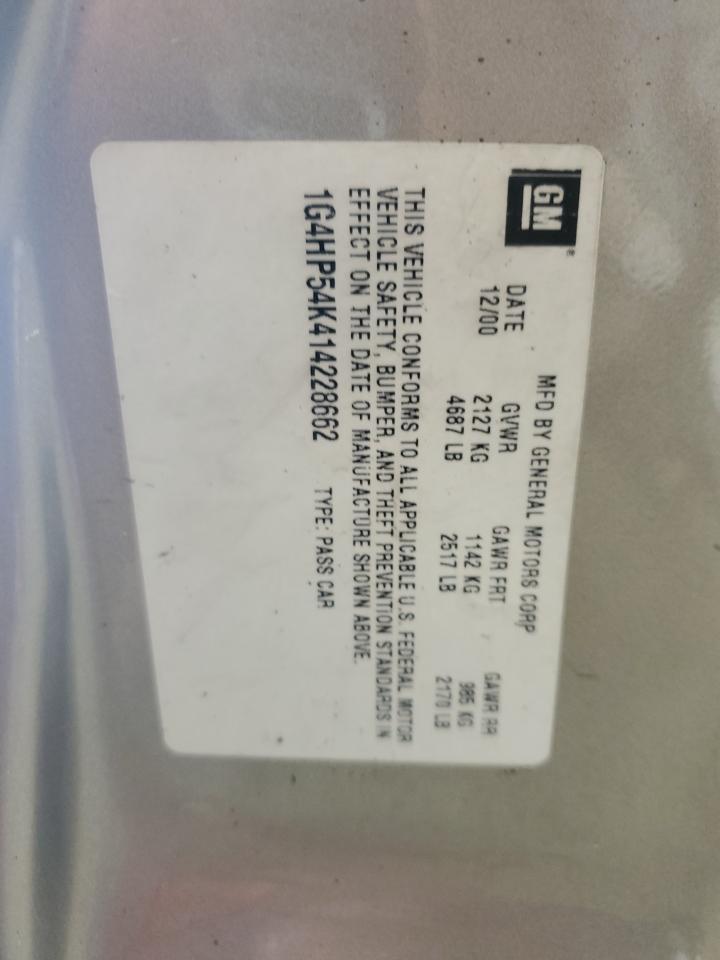 GM®
MFD BY GENERAL MOTORS CORP
DATE GVWR GAWR FRT GAWR RR
12/00 2127 KG 1142 KG 985 KG
4687 LB 2517 LB 2170 LB
THIS VEHICLE CONFORMS TO ALL APPLICABLE U.S. FEDERAL MOTOR
VEHICLE SAFETY, BUMPER, AND THEFT PREVENTION STANDARDS IN
EFFECT ON THE DATE OF MANUFACTURE SHOWN ABOVE.
1G4HP54K414228662 TYPE: PASS CAR